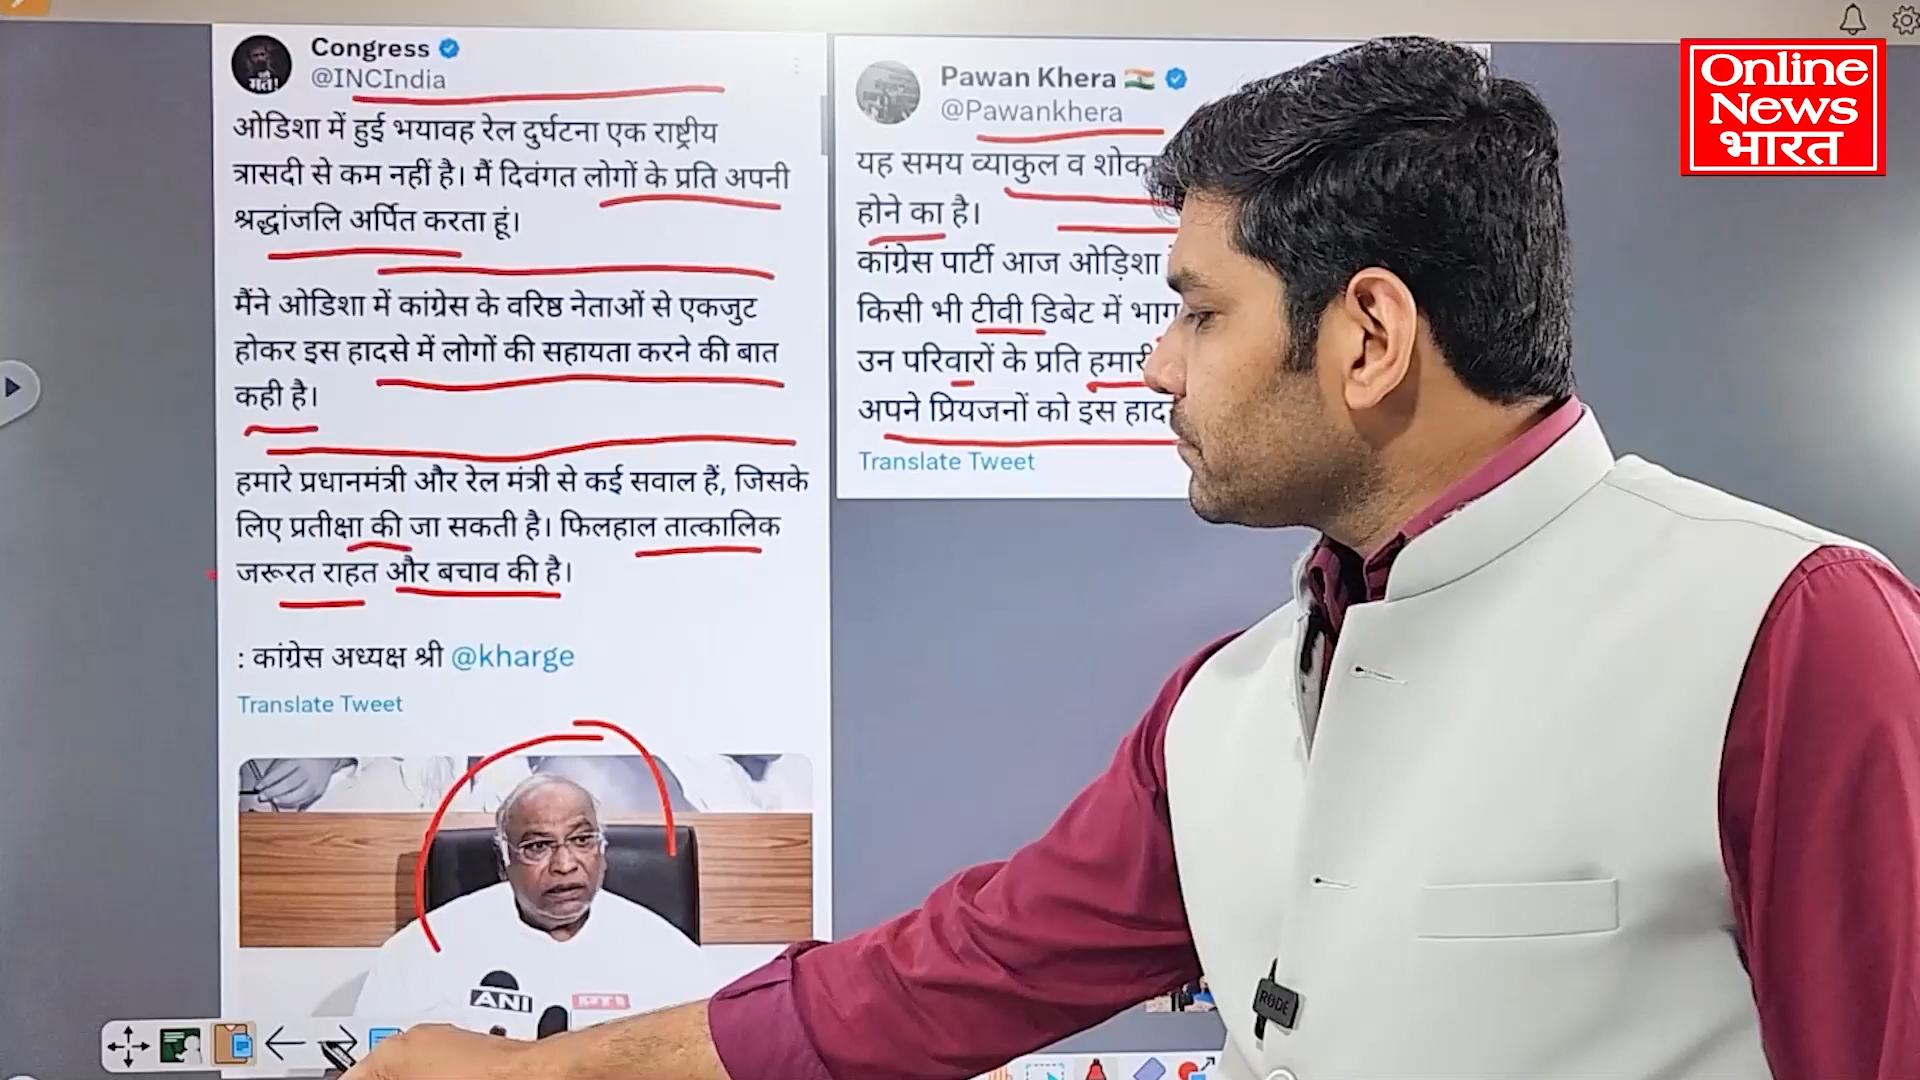 Congress
@INCIndia
ओडिशा में हुई भयावह रेल दुर्घटना एक राष्ट्रीय
त्रासदी से कम नहीं है। मैं दिवंगत लोगों के प्रति अपनी
श्रद्धांजलि अर्पित करता हूं।
मैंने ओडिशा में कांग्रेस के वरिष्ठ नेताओं से एकजुट
होकर इस हादसे में लोगों की सहायता करने की बात
कही है।
हमारे प्रधानमंत्री और रेल मंत्री से कई सवाल हैं, जिसके
लिए प्रतीक्षा की जा सकती है। फिलहाल तात्कालिक
जरूरत राहत और बचाव की है।
: कांग्रेस अध्यक्ष श्री @kharge
Translate Tweet
ANI
Pawan Khera
@Pawankhera
यह समय व्याकुल व
होने का है।
कांग्रेस पार्टी आज ओड़िशा
किसी भी टीवी डिबेट में
उन परिवारों के प्रति
अपने प्रियजनों को इस
Translate Tweet
Online
News
भारत
RØDE